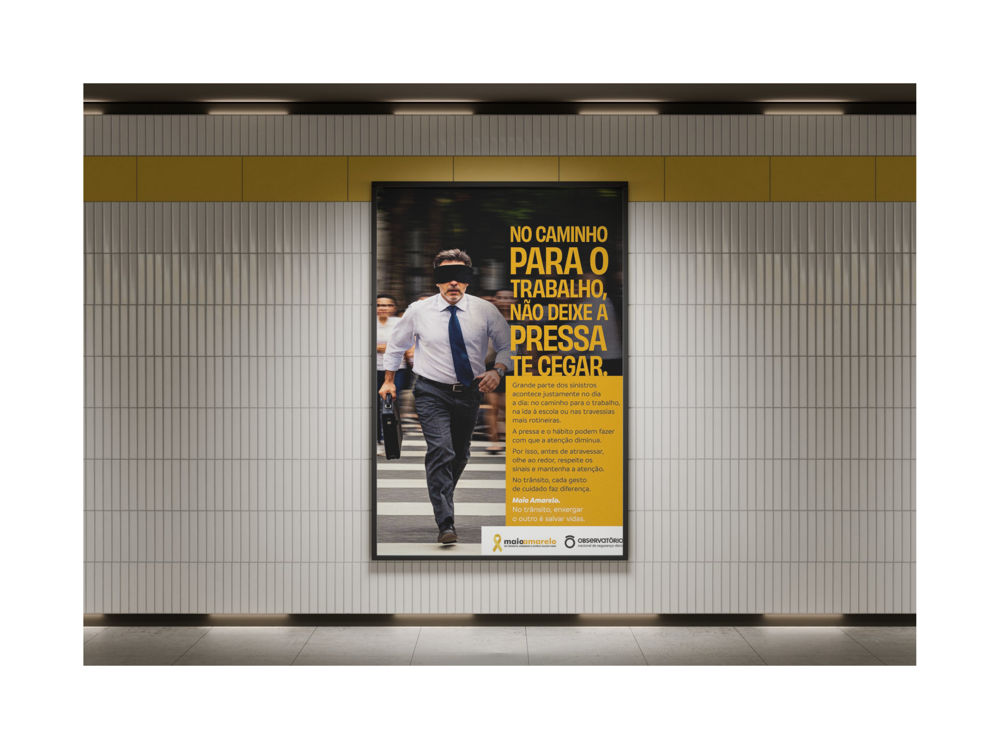 NO CAMINHO
PARA O
TRABALHO,
NÃO DEIXE A
PRESSA
TE CEGAR.
Grande parte dos sinistros
acontece justamente no dia
a dia: no caminho para o trabalho,
na ida à escola ou nas travessias
mais rotineiras.
A pressa e o hábito podem fazer
com que a atenção diminua.
Por isso, antes de atravessar,
olhe ao redor, respeite os
sinais e mantenha a atenção.
No trânsito, cada gesto
de cuidado faz diferença.
Maio Amarelo.
No trânsito, enxergar
o outro é salvar vidas.
maioamarelo
NO TRÂNSITO, ENXERGAR O OUTRO É SALVAR VIDAS
OBSERVATÓRIO
nacional de segurança viária